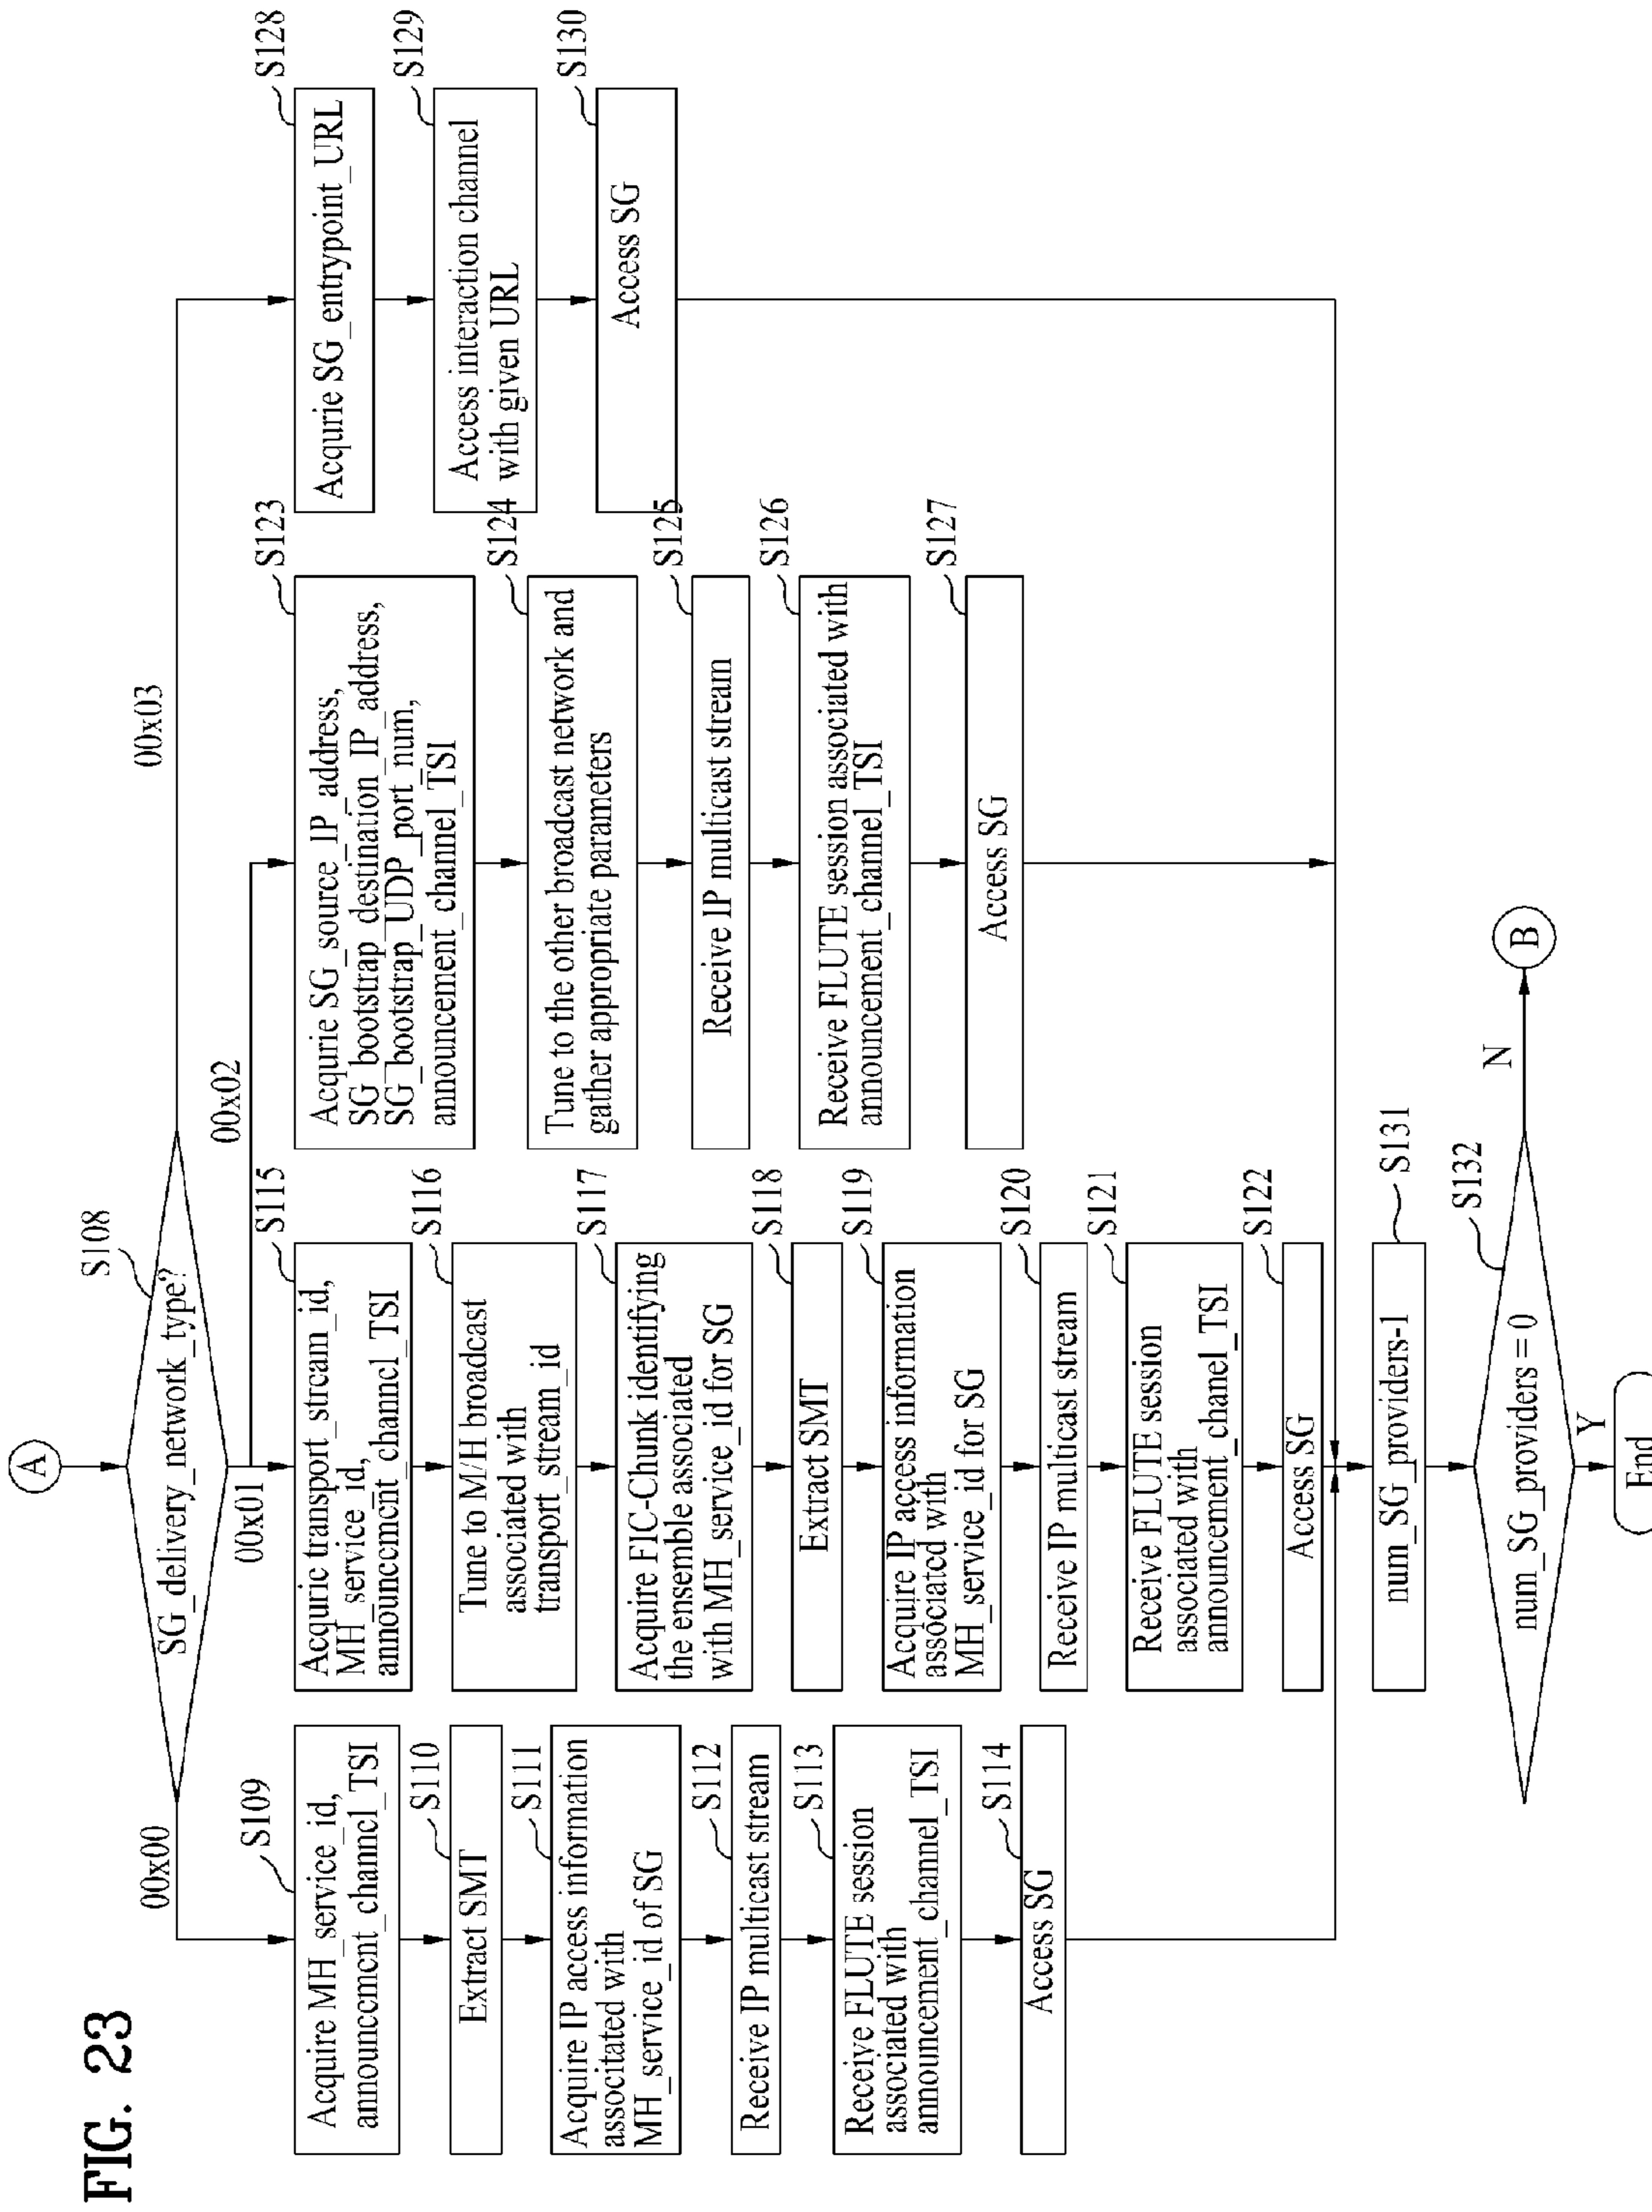 FIG. 23
A
S108
SG_delivery_network_type?
00x00
00x01
00x02
00x03
S109
Acquire MH_service_id,
announcement_channel_TSI
S110
Extract SMT
S111
Acquire IP access information
associtated with
MH_service_id of SG
S112
Receive IP multicast stream
S113
Receive FLUTE session
associated with
announcement_channel_TSI
S114
Access SG
S115
Acqurie transport_stream_id,
MH_service_id,
announcement_channel_TSI
S116
Tune to M/H broadcast
associated with
transport_stream_id
S117
Acquire FIC-Chunk identifying
the ensemble associated
with MH_service_id for SG
S118
Extract SMT
S119
Acquire IP access information
associated with
MH_service_id for SG
S120
Receive IP multicast stream
S121
Receive FLUTE session
associated with
announcement_chanel_TSI
S122
Access SG
S123
Acqurie SG_source_IP_address,
SG_bootstrap_destination_IP_address,
SG_bootstrap_UDP_port_num,
announcement_channel_TSI
S124
Tune to the other broadcast network and
gather appropriate parameters
S125
Receive IP multicast stream
S126
Receive FLUTE session associated with
announcement_channel_TSI
S127
Access SG
S128
Acqurie SG_entrypoint_URL
S129
Access interaction channel
with given URL
S130
Access SG
S131
num_SG_providers-1
S132
num_SG_providers = 0
N
B
Y
End